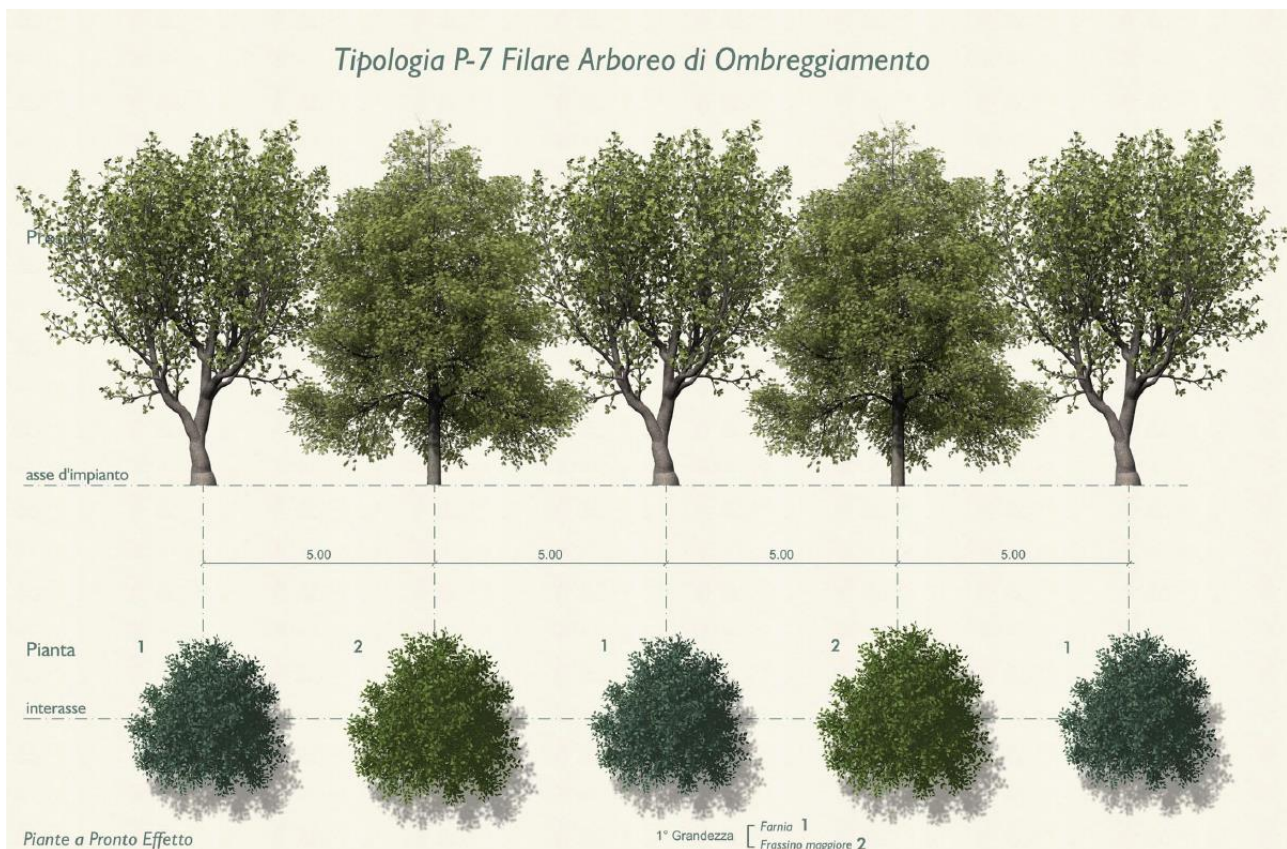 Tipologia P-7 Filare Arboreo di Ombreggiamento
asse d'impianto
5.00 5.00 5.00 5.00
Pianta 1 2 1 2 1
interasse
Piante a Pronto Effetto
1° Grandezza
Farnia 1
Frassino maggiore 2